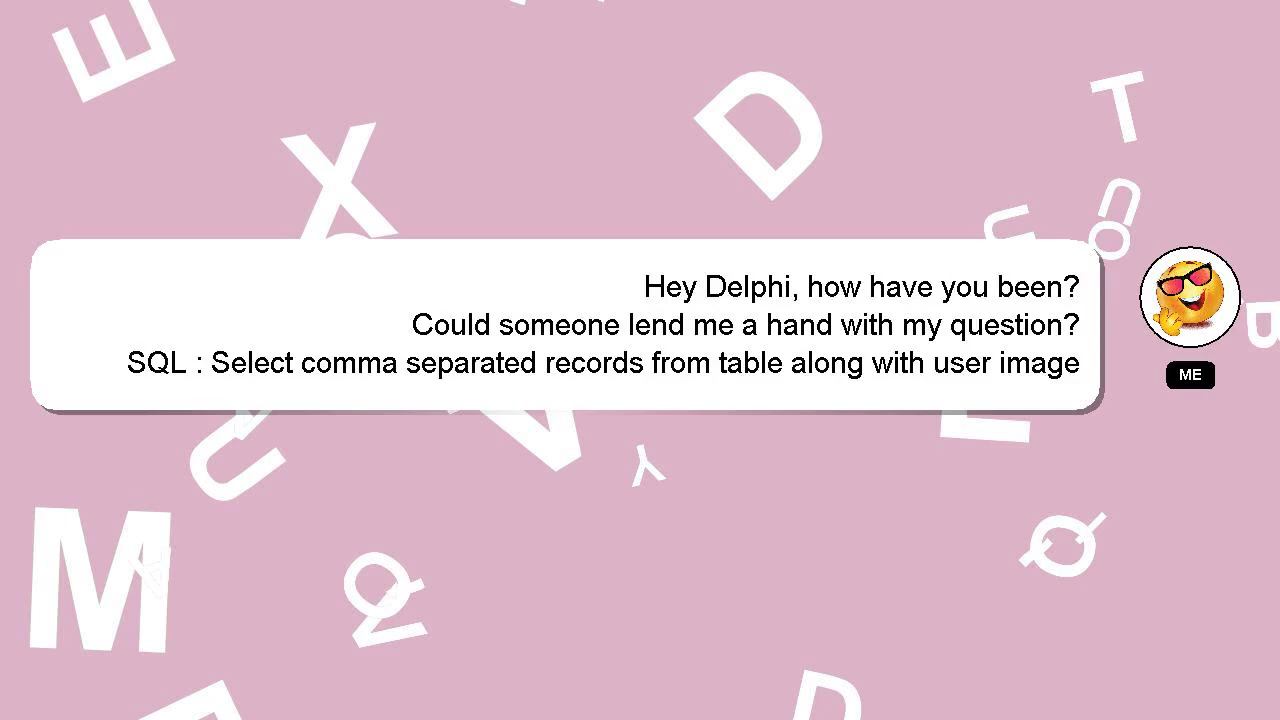 Hey Delphi, how have you been?
Could someone lend me a hand with my question?
SQL : Select comma separated records from table along with user image
ME